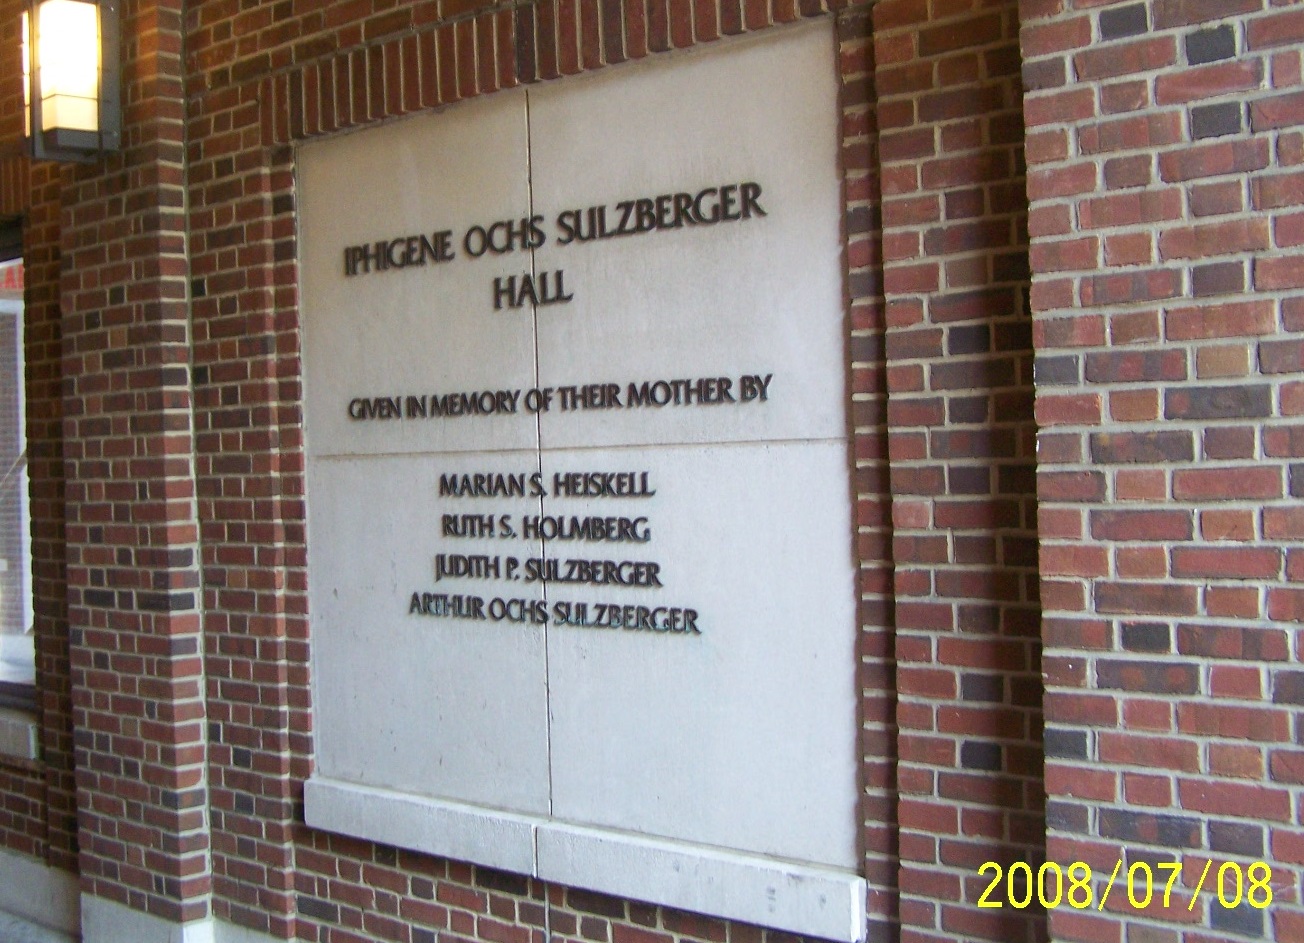 IPHIGENE OCHS SULZBERGER
HALL
GIVEN IN MEMORY OF THEIR MOTHER BY
MARIAN S. HEISKELL
RUTH S. HOLMBERG
JUDITH P. SULZBERGER
ARTHUR OCHS SULZBERGER
2008/07/08